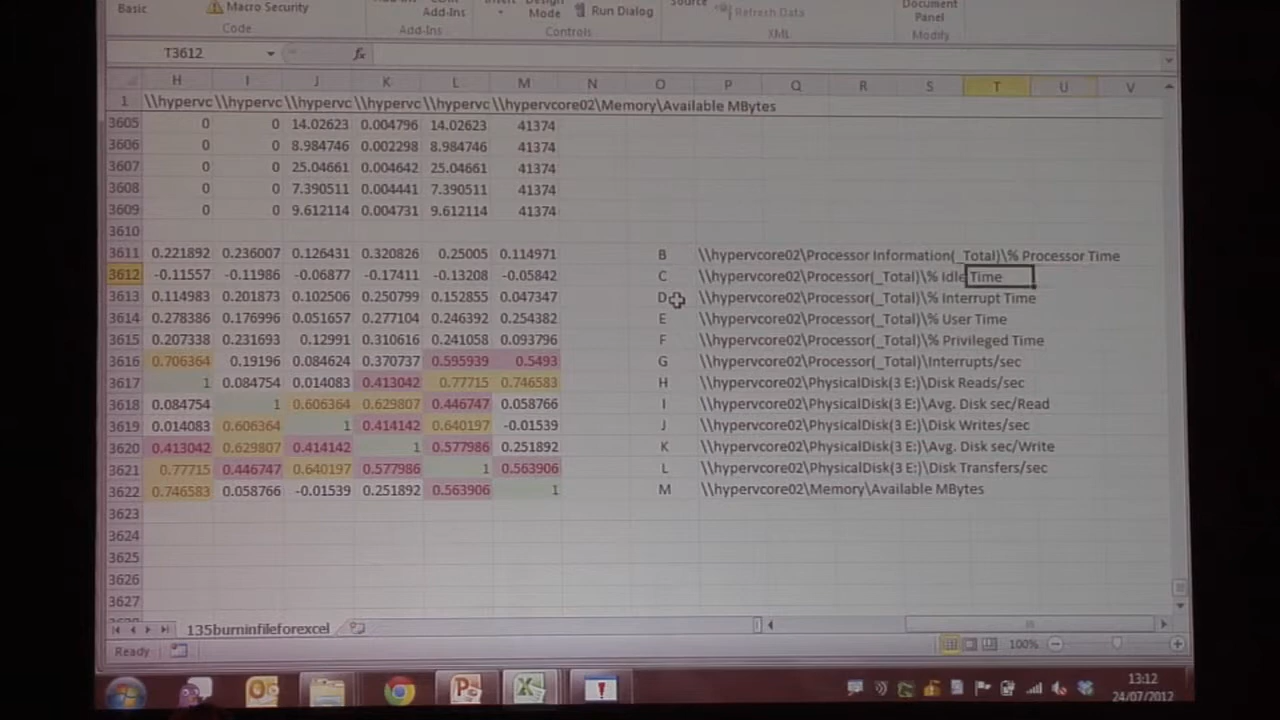 Basic
Macro Security
Code
Add-Ins
Add-Ins
Mode
Run Dialog
Controls
Source
Refresh Data
XML
Document
Panel
Modify
T3612
fx
H I J K L M N O P Q R S T U V
1 \\hypervc \\hypervc \\hypervc \\hypervc \\hypervc \\hypervcore02\Memory\Available MBytes
3605 0 0 14.02623 0.004796 14.02623 41374
3606 0 0 8.984746 0.002298 8.984746 41374
3607 0 0 25.04661 0.004642 25.04661 41374
3608 0 0 7.390511 0.004441 7.390511 41374
3609 0 0 9.612114 0.004731 9.612114 41374
3610
3611 0.221892 0.236007 0.126431 0.320826 0.25005 0.114971 B \\hypervcore02\Processor Information(_Total)\% Processor Time
3612 -0.11557 -0.11986 -0.06877 -0.17411 -0.13208 -0.05842 C \\hypervcore02\Processor(_Total)\% Idle Time
3613 0.114983 0.201873 0.102506 0.250799 0.152855 0.047347 D \\hypervcore02\Processor(_Total)\% Interrupt Time
3614 0.278386 0.176996 0.051657 0.277104 0.246392 0.254382 E \\hypervcore02\Processor(_Total)\% User Time
3615 0.207338 0.231693 0.12991 0.310616 0.241058 0.093796 F \\hypervcore02\Processor(_Total)\% Privileged Time
3616 0.706364 0.19196 0.084624 0.370737 0.595939 0.5493 G \\hypervcore02\Processor(_Total)\Interrupts/sec
3617 1 0.084754 0.014083 0.413042 0.77715 0.746583 H \\hypervcore02\PhysicalDisk(3 E:)\Disk Reads/sec
3618 0.084754 1 0.606364 0.629807 0.446747 0.058766 I \\hypervcore02\PhysicalDisk(3 E:)\Avg. Disk sec/Read
3619 0.014083 0.606364 1 0.414142 0.640197 -0.01539 J \\hypervcore02\PhysicalDisk(3 E:)\Disk Writes/sec
3620 0.413042 0.629807 0.414142 1 0.577986 0.251892 K \\hypervcore02\PhysicalDisk(3 E:)\Avg. Disk sec/Write
3621 0.77715 0.446747 0.640197 0.577986 1 0.563906 L \\hypervcore02\PhysicalDisk(3 E:)\Disk Transfers/sec
3622 0.746583 0.058766 -0.01539 0.251892 0.563906 1 M \\hypervcore02\Memory\Available MBytes
3623
3624
3625
3626
3627
135burninfileforexcel
Ready
100%
13:12
24/07/2012